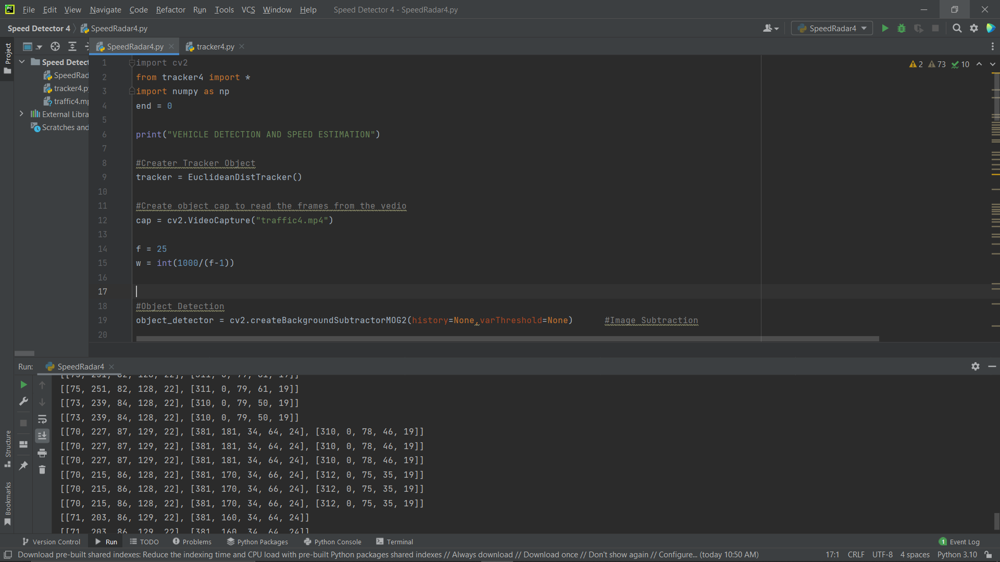 PC File Edit View Navigate Code Refactor Run Tools VCS Window Help Speed Detector 4 - SpeedRadar4.py
Speed Detector 4 SpeedRadar4.py SpeedRadar4
Project
SpeedRadar4.py tracker4.py
Speed Detect
SpeedRad
tracker4.py
traffic4.mp
External Libra
Scratches and
2 73 10
1 import cv2
2 from tracker4 import *
3 import numpy as np
4 end = 0
5
6 print("VEHICLE DETECTION AND SPEED ESTIMATION")
7
8 #Creater Tracker Object
9 tracker = EuclideanDistTracker()
10
11 #Create object cap to read the frames from the vedio
12 cap = cv2.VideoCapture("traffic4.mp4")
13
14 f = 25
15 w = int(1000/(f-1))
16
17
18 #Object Detection
19 object_detector = cv2.createBackgroundSubtractorMOG2(history=None,varThreshold=None) #Image Subtraction
20
Run: SpeedRadar4
[[75, 251, 82, 128, 22], [311, 0, 79, 61, 19]]
[[75, 251, 82, 128, 22], [311, 0, 79, 61, 19]]
[[73, 239, 84, 128, 22], [310, 0, 79, 50, 19]]
[[73, 239, 84, 128, 22], [310, 0, 79, 50, 19]]
[[70, 227, 87, 129, 22], [381, 181, 34, 64, 24], [310, 0, 78, 46, 19]]
[[70, 227, 87, 129, 22], [381, 181, 34, 64, 24], [310, 0, 78, 46, 19]]
[[70, 227, 87, 129, 22], [381, 181, 34, 64, 24], [310, 0, 78, 46, 19]]
[[70, 215, 86, 128, 22], [381, 170, 34, 66, 24], [312, 0, 75, 35, 19]]
[[70, 215, 86, 128, 22], [381, 170, 34, 66, 24], [312, 0, 75, 35, 19]]
[[70, 215, 86, 128, 22], [381, 170, 34, 66, 24], [312, 0, 75, 35, 19]]
[[71, 203, 86, 129, 22], [381, 160, 34, 64, 24]]
[[71, 203, 86, 129, 22], [381, 160, 34, 64, 24]]
Structure
Bookmarks
Version Control Run TODO Problems Python Packages Python Console Terminal 1 Event Log
Download pre-built shared indexes: Reduce the indexing time and CPU load with pre-built Python packages shared indexes // Always download // Download once // Don't show again // Configure... (today 10:50 AM) 17:1 CRLF UTF-8 4 spaces Python 3.10